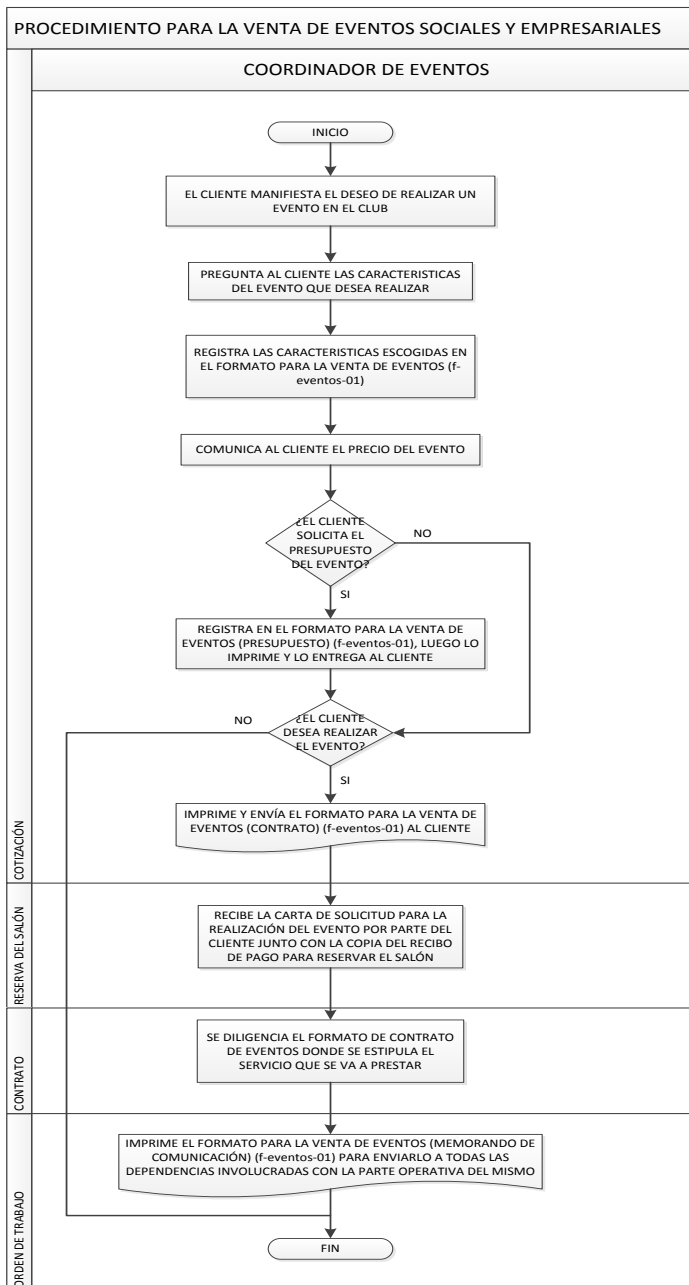 PROCEDIMIENTO PARA LA VENTA DE EVENTOS SOCIALES Y EMPRESARIALES
COORDINADOR DE EVENTOS
INICIO
EL CLIENTE MANIFIESTA EL DESEO DE REALIZAR UN
EVENTO EN EL CLUB
PREGUNTA AL CLIENTE LAS CARACTERISTICAS
DEL EVENTO QUE DESEA REALIZAR
REGISTRA LAS CARACTERISTICAS ESCOGIDAS EN
EL FORMATO PARA LA VENTA DE EVENTOS (f-
eventos-01)
COMUNICA AL CLIENTE EL PRECIO DEL EVENTO
¿EL CLIENTE
SOLICITA EL
PRESUPUESTO
DEL EVENTO?
NO
SI
REGISTRA EN EL FORMATO PARA LA VENTA DE
EVENTOS (PRESUPUESTO) (f-eventos-01), LUEGO LO
IMPRIME Y LO ENTREGA AL CLIENTE
NO
¿EL CLIENTE
DESEA REALIZAR
EL EVENTO?
SI
IMPRIME Y ENVÍA EL FORMATO PARA LA VENTA DE
EVENTOS (CONTRATO) (f-eventos-01) AL CLIENTE
COTIZACIÓN
RECIBE LA CARTA DE SOLICITUD PARA LA
REALIZACIÓN DEL EVENTO POR PARTE DEL
CLIENTE JUNTO CON LA COPIA DEL RECIBO
DE PAGO PARA RESERVAR EL SALÓN
RESERVA DEL SALÓN
SE DILIGENCIA EL FORMATO DE CONTRATO
DE EVENTOS DONDE SE ESTIPULA EL
SERVICIO QUE SE VA A PRESTAR
CONTRATO
IMPRIME EL FORMATO PARA LA VENTA DE EVENTOS (MEMORANDO DE
COMUNICACIÓN) (f-eventos-01) PARA ENVIARLO A TODAS LAS
DEPENDENCIAS INVOLUCRADAS CON LA PARTE OPERATIVA DEL MISMO
ORDEN DE TRABAJO
FIN